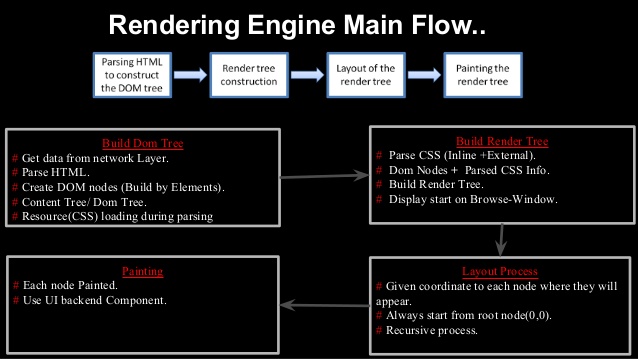 Rendering Engine Main Flow..
Parsing HTML
to construct
the DOM tree
Render tree
construction
Layout of the
render tree
Painting the
render tree
Build Dom Tree
# Get data from network Layer.
# Parse HTML.
# Create DOM nodes (Build by Elements).
# Content Tree/ Dom Tree.
# Resource(CSS) loading during parsing
Build Render Tree
# Parse CSS (Inline +External).
# Dom Nodes + Parsed CSS Info.
# Build Render Tree.
# Display start on Browse-Window.
Painting
# Each node Painted.
# Use UI backend Component.
Layout Process
# Given coordinate to each node where they will
appear.
# Always start from root node(0,0).
# Recursive process.